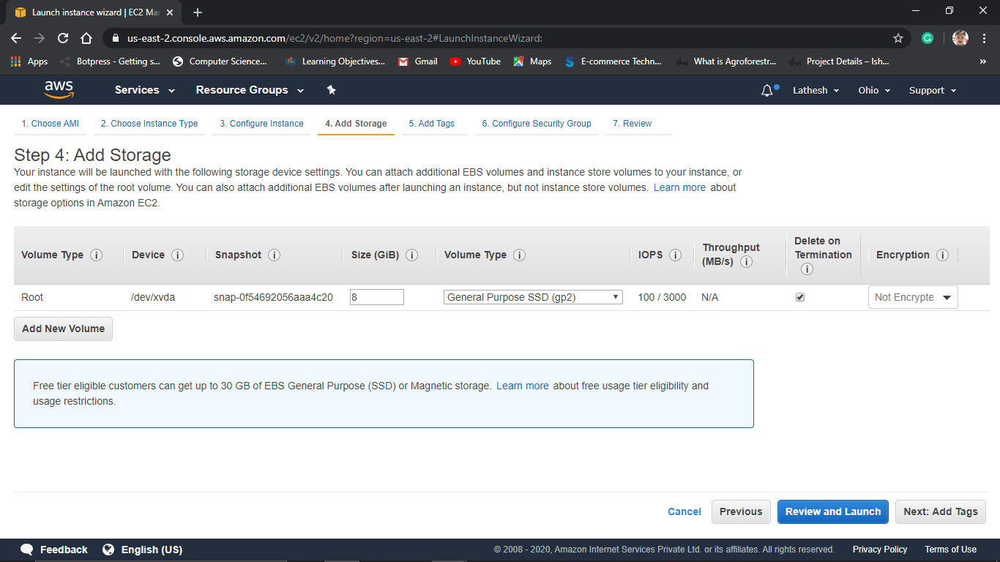 Launch instance wizard | EC2 Ma
us-east-2.console.aws.amazon.com/ec2/v2/home?region=us-east-2#LaunchInstanceWizard:
Apps Botpress - Getting s... Computer Science... Learning Objectives... Gmail YouTube Maps E-commerce Techn... What is Agroforestr... Project Details – Ish... »
aws Services Resource Groups Lathesh Ohio Support
1. Choose AMI 2. Choose Instance Type 3. Configure Instance 4. Add Storage 5. Add Tags 6. Configure Security Group 7. Review
Step 4: Add Storage
Your instance will be launched with the following storage device settings. You can attach additional EBS volumes and instance store volumes to your instance, or
edit the settings of the root volume. You can also attach additional EBS volumes after launching an instance, but not instance store volumes. Learn more about
storage options in Amazon EC2.
Volume Type Device Snapshot Size (GiB) Volume Type IOPS Throughput (MB/s) Delete on Termination Encryption
Root /dev/xvda snap-0f54692056aaa4c20 8 General Purpose SSD (gp2) 100 / 3000 N/A Not Encrypte
Add New Volume
Free tier eligible customers can get up to 30 GB of EBS General Purpose (SSD) or Magnetic storage. Learn more about free usage tier eligibility and
usage restrictions.
Cancel Previous Review and Launch Next: Add Tags
Feedback English (US) © 2008 - 2020, Amazon Internet Services Private Ltd. or its affiliates. All rights reserved. Privacy Policy Terms of Use